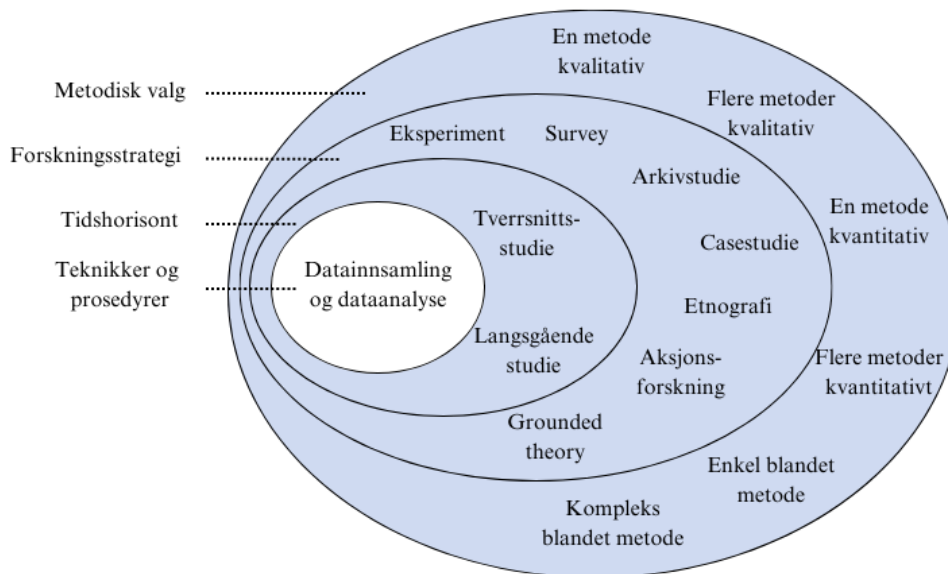 En metode
kvalitativ
Metodisk valg
Flere metoder
kvalitativ
Eksperiment
Survey
Forskningsstrategi
Arkivstudie
Tidshorisont
Tverrsnitts-
studie
En metode
kvantitativ
Casestudie
Teknikker og
prosedyrer
Datainnsamling
og dataanalyse
Etnografi
Langsgående
studie
Aksjons-
forskning
Flere metoder
kvantitativt
Grounded
theory
Enkel blandet
metode
Kompleks
blandet metode